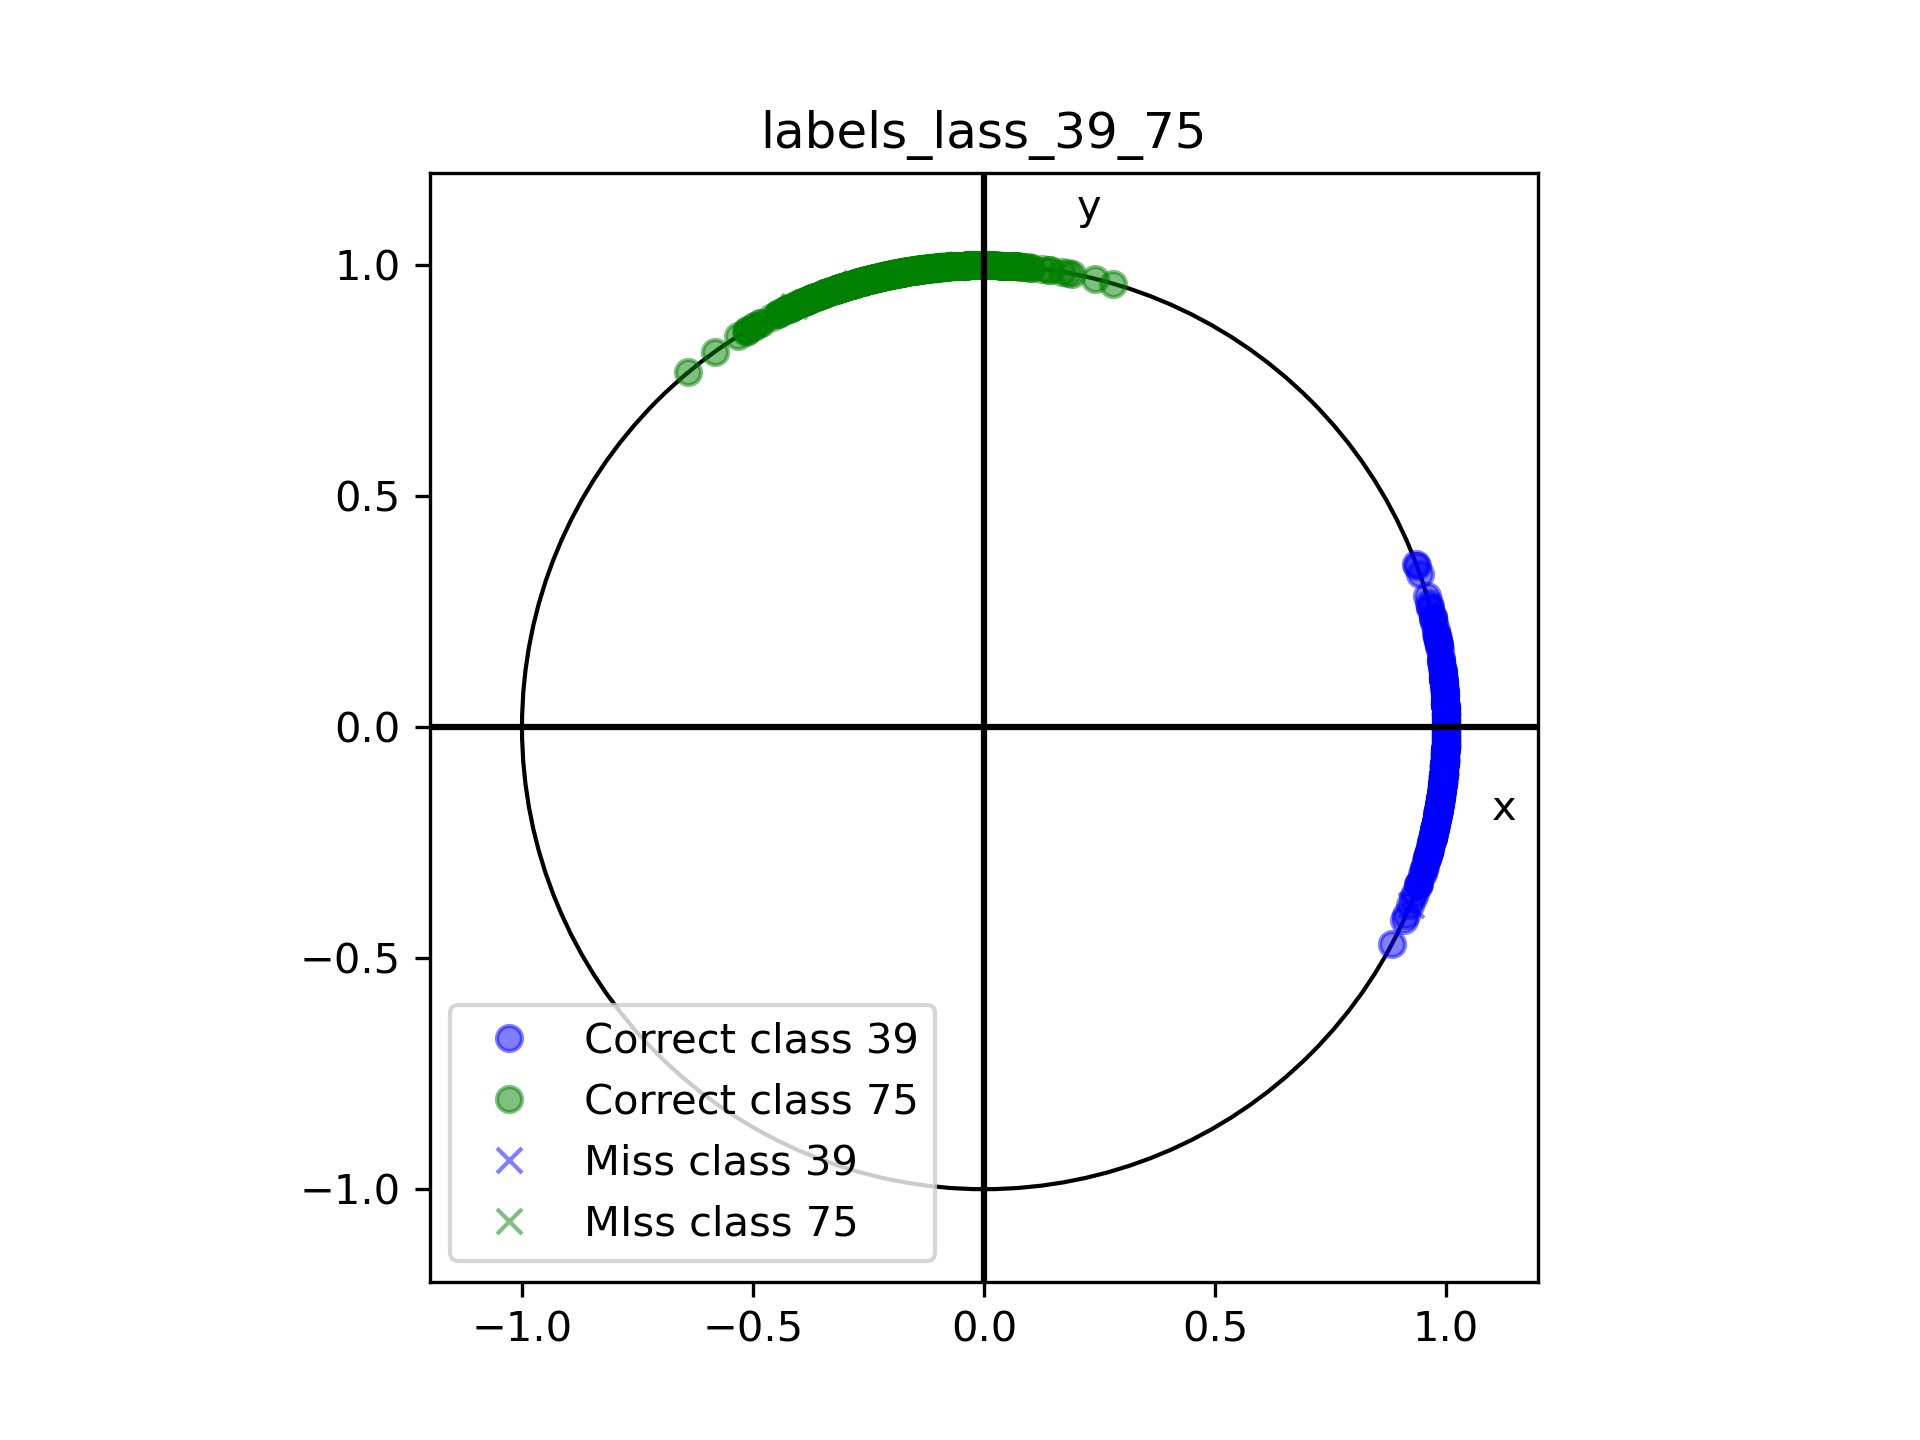 labels_lass_39_75
y
1.0
0.5
0.0
x
−0.5
−1.0
Correct class 39
Correct class 75
Miss class 39
MIss class 75
−1.0 −0.5 0.0 0.5 1.0